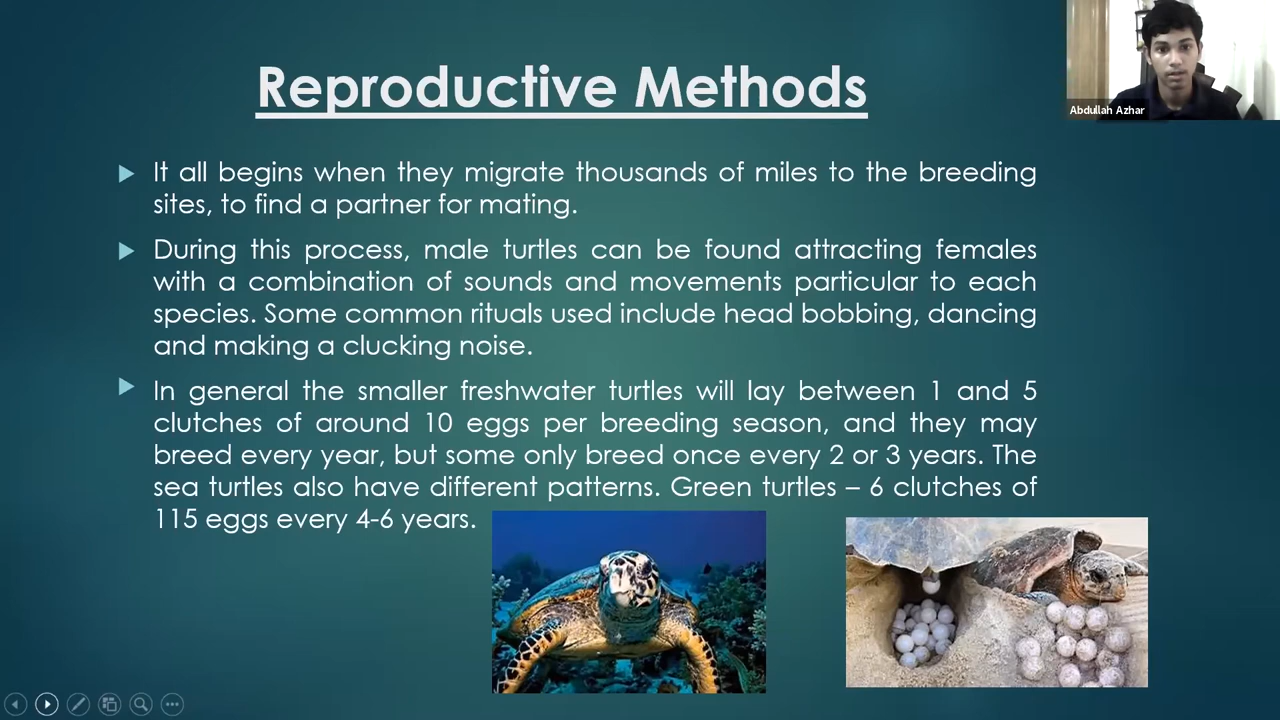 Reproductive Methods
Abdullah Azhar
It all begins when they migrate thousands of miles to the breeding
sites, to find a partner for mating.
During this process, male turtles can be found attracting females
with a combination of sounds and movements particular to each
species. Some common rituals used include head bobbing, dancing
and making a clucking noise.
In general the smaller freshwater turtles will lay between 1 and 5
clutches of around 10 eggs per breeding season, and they may
breed every year, but some only breed once every 2 or 3 years. The
sea turtles also have different patterns. Green turtles – 6 clutches of
115 eggs every 4-6 years.